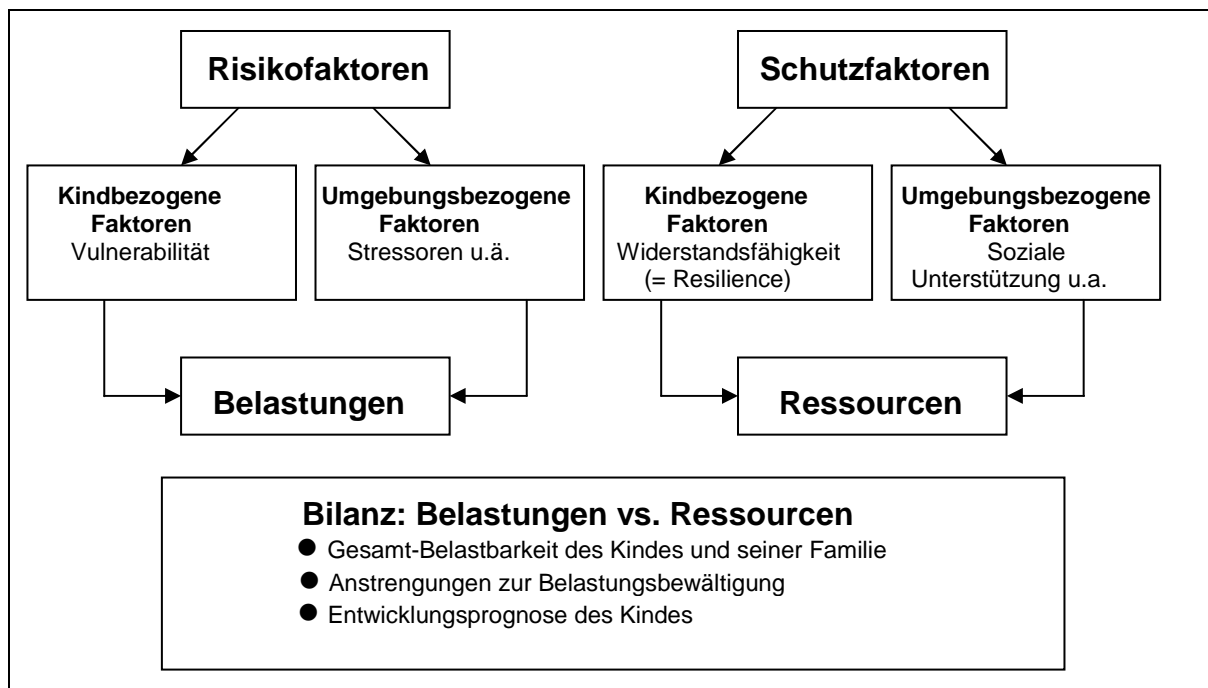 Risikofaktoren
Schutzfaktoren
Kindbezogene
Faktoren
Vulnerabilität
Umgebungsbezogene
Faktoren
Stressoren u.ä.
Kindbezogene
Faktoren
Widerstandsfähigkeit
(= Resilience)
Umgebungsbezogene
Faktoren
Soziale
Unterstützung u.a.
Belastungen
Ressourcen
Bilanz: Belastungen vs. Ressourcen
● Gesamt-Belastbarkeit des Kindes und seiner Familie
● Anstrengungen zur Belastungsbewältigung
● Entwicklungsprognose des Kindes